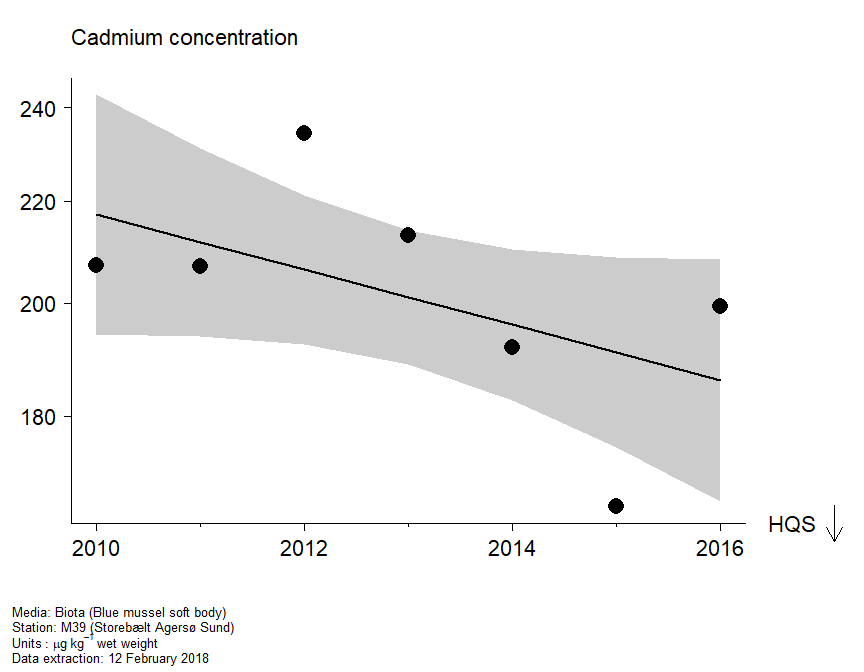 Cadmium concentration
240
220
200
180
2010 2012 2014 2016
HQS
Media: Biota (Blue mussel soft body)
Station: M39 (Storebælt Agersø Sund)
Units : μg kg⁻¹ wet weight
Data extraction: 12 February 2018